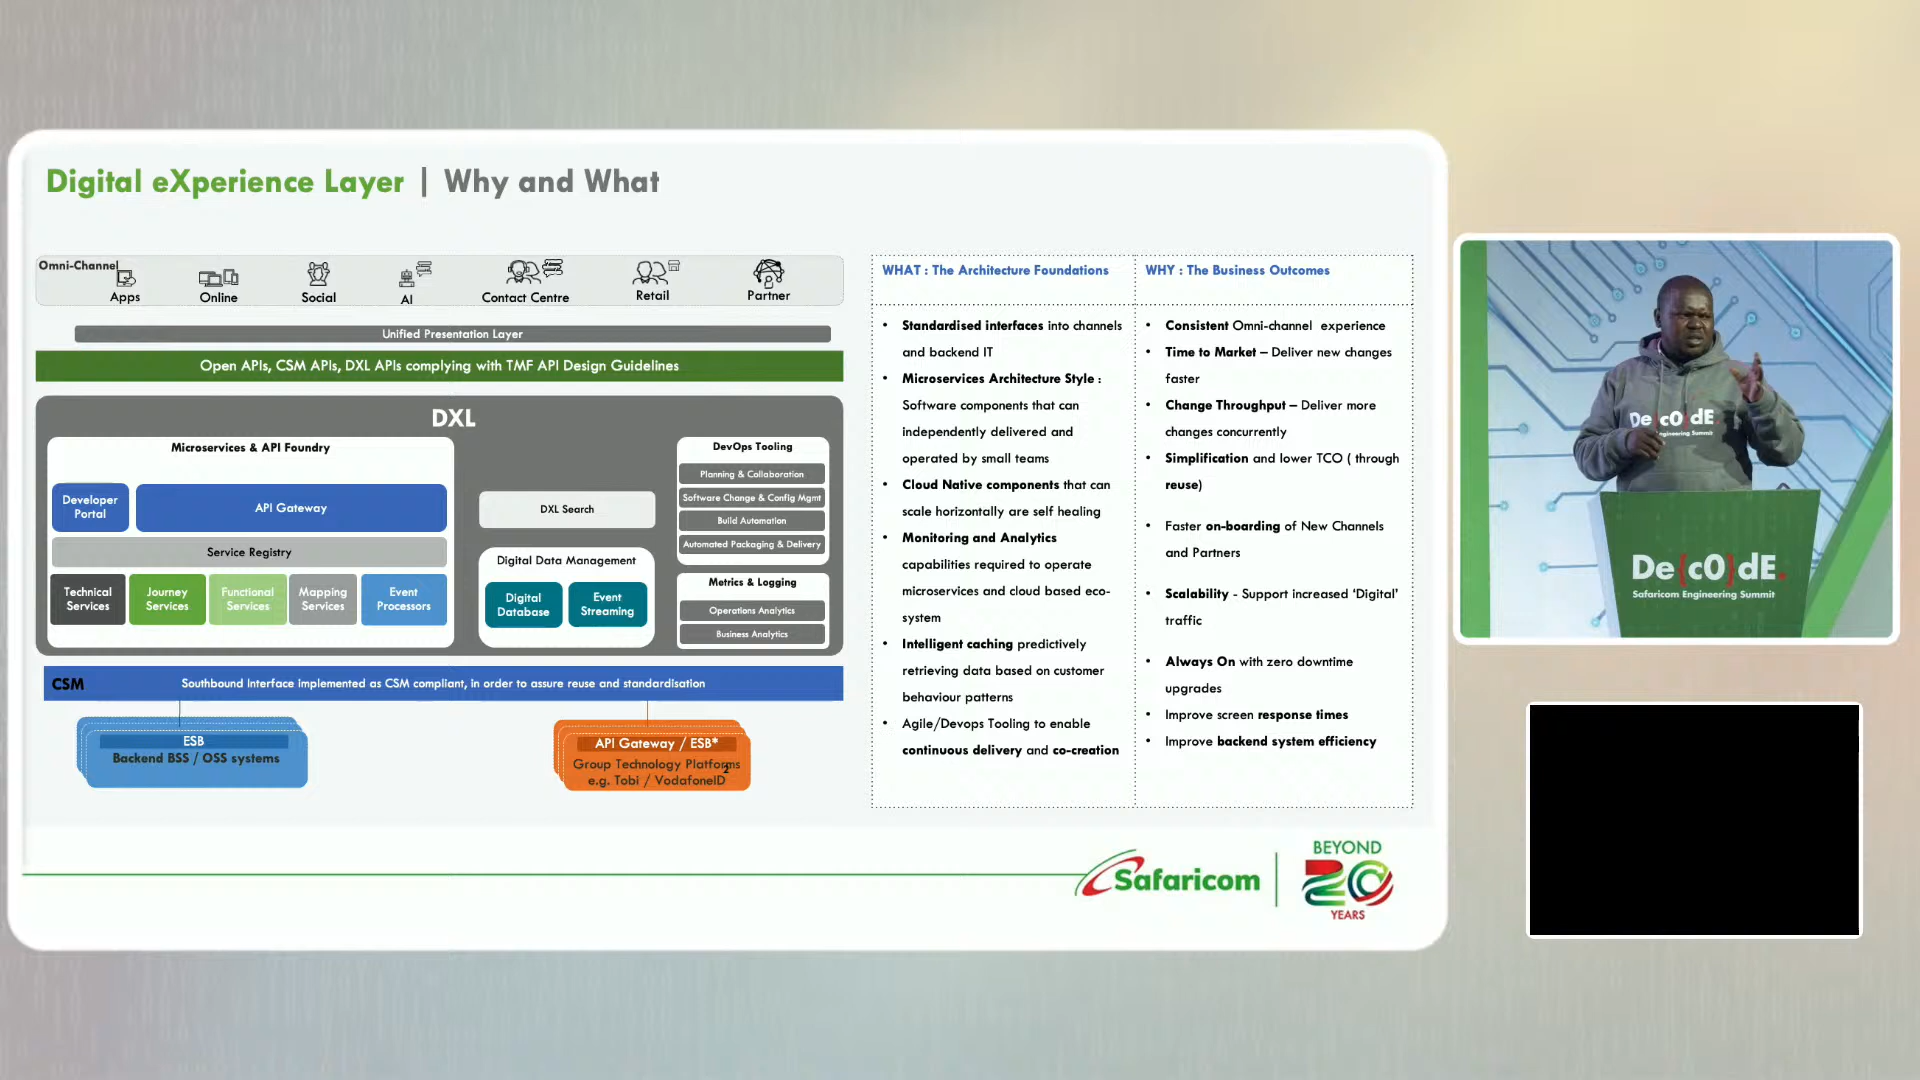 Digital eXperience Layer | Why and What
Omni-Channel
Apps
Online
Social
AI
Contact Centre
Retail
Partner
Unified Presentation Layer
Open APIs, CSM APIs, DXL APIs complying with TMF API Design Guidelines
DXL
Microservices & API Foundry
Developer
Portal
API Gateway
Service Registry
Technical
Services
Journey
Services
Functional
Services
Mapping
Services
Event
Processors
DXL Search
Digital Data Management
Digital
Database
Event
Streaming
DevOps Tooling
Planning & Collaboration
Software Change & Config Mgmt
Build Automation
Automated Packaging & Delivery
Metrics & Logging
Operations Analytics
Business Analytics
CSM
Southbound Interface implemented as CSM compliant, in order to assure reuse and standardisation
ESB
Backend BSS / OSS systems
API Gateway / ESB*
Group Technology Platforms
e.g. Tobi / VodafoneID
2
WHAT : The Architecture Foundations
• Standardised interfaces into channels
and backend IT
• Microservices Architecture Style :
Software components that can
independently delivered and
operated by small teams
• Cloud Native components that can
scale horizontally are self healing
• Monitoring and Analytics
capabilities required to operate
microservices and cloud based eco-
system
• Intelligent caching predictively
retrieving data based on customer
behaviour patterns
• Agile/Devops Tooling to enable
continuous delivery and co-creation
WHY : The Business Outcomes
• Consistent Omni-channel experience
• Time to Market – Deliver new changes
faster
• Change Throughput – Deliver more
changes concurrently
• Simplification and lower TCO ( through
reuse)
• Faster on-boarding of New Channels
and Partners
• Scalability - Support increased ‘Digital’
traffic
• Always On with zero downtime
upgrades
• Improve screen response times
• Improve backend system efficiency
Safaricom
BEYOND
20
YEARS
De{c0}dE
Engineering Summit
De{c0}dE.
Safaricom Engineering Summit